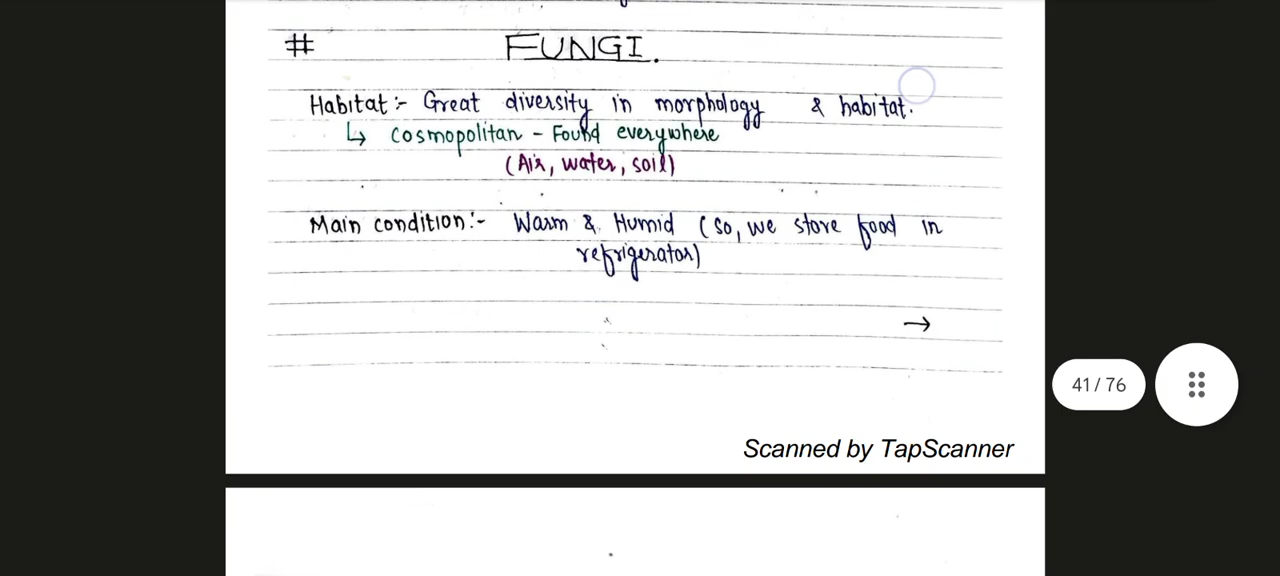 # FUNGI.
Habitat :- Great diversity in morphology & habitat.
↳ cosmopolitan - Found everywhere
(Air, water, soil)
Main condition :- Warm & Humid (So, we store food in
refrigerator)
→
41 / 76
Scanned by TapScanner